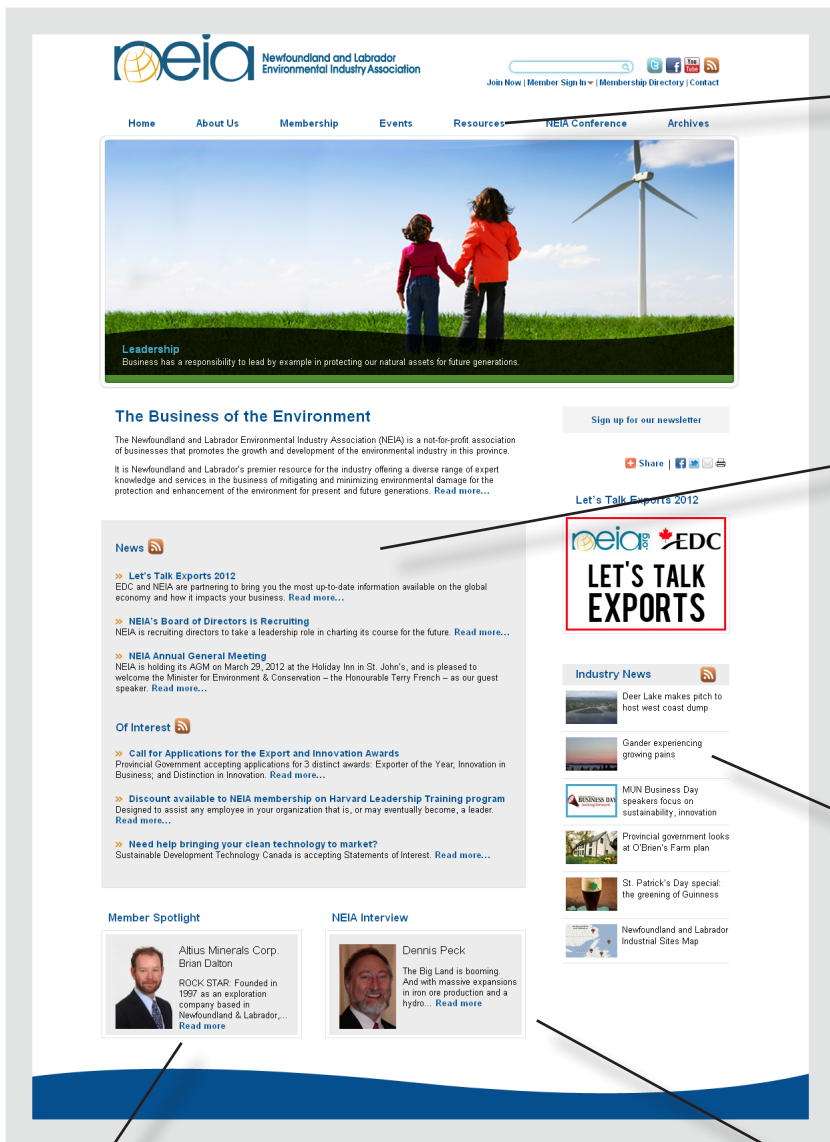 neia
Newfoundland and Labrador
Environmental Industry Association
You
Tube
Join Now | Member Sign In | Membership Directory | Contact
Home About Us Membership Events Resources NEIA Conference Archives
Leadership
Business has a responsibility to lead by example in protecting our natural assets for future generations.
The Business of the Environment
The Newfoundland and Labrador Environmental Industry Association (NEIA) is a not-for-profit association
of businesses that promotes the growth and development of the environmental industry in this province.
It is Newfoundland and Labrador's premier resource for the industry offering a diverse range of expert
knowledge and services in the business of mitigating and minimizing environmental damage for the
protection and enhancement of the environment for present and future generations. Read more...
News
» Let's Talk Exports 2012
EDC and NEIA are partnering to bring you the most up-to-date information available on the global
economy and how it impacts your business. Read more...
» NEIA's Board of Directors is Recruiting
NEIA is recruiting directors to take a leadership role in charting its course for the future. Read more...
» NEIA Annual General Meeting
NEIA is holding its AGM on March 29, 2012 at the Holiday Inn in St. John's, and is pleased to
welcome the Minister for Environment & Conservation – the Honourable Terry French – as our guest
speaker. Read more...
Of Interest
» Call for Applications for the Export and Innovation Awards
Provincial Government accepting applications for 3 distinct awards: Exporter of the Year; Innovation in
Business; and Distinction in Innovation. Read more...
» Discount available to NEIA membership on Harvard Leadership Training program
Designed to assist any employee in your organization that is, or may eventually become, a leader.
Read more...
» Need help bringing your clean technology to market?
Sustainable Development Technology Canada is accepting Statements of Interest. Read more...
Member Spotlight
Altius Minerals Corp.
Brian Dalton
ROCK STAR: Founded in
1997 as an exploration
company based in
Newfoundland & Labrador,...
Read more
NEIA Interview
Dennis Peck
The Big Land is booming.
And with massive expansions
in iron ore production and a
hydro... Read more
Sign up for our newsletter
Share |
Let's Talk Exports 2012
neia.org EDC
LET'S TALK
EXPORTS
Industry News
Deer Lake makes pitch to
host west coast dump
Gander experiencing
growing pains
BUSINESS DAY
MUN Business Day
speakers focus on
sustainability, innovation
Provincial government looks
at O'Brien's Farm plan
St. Patrick's Day special:
the greening of Guinness
Newfoundland and Labrador
Industrial Sites Map